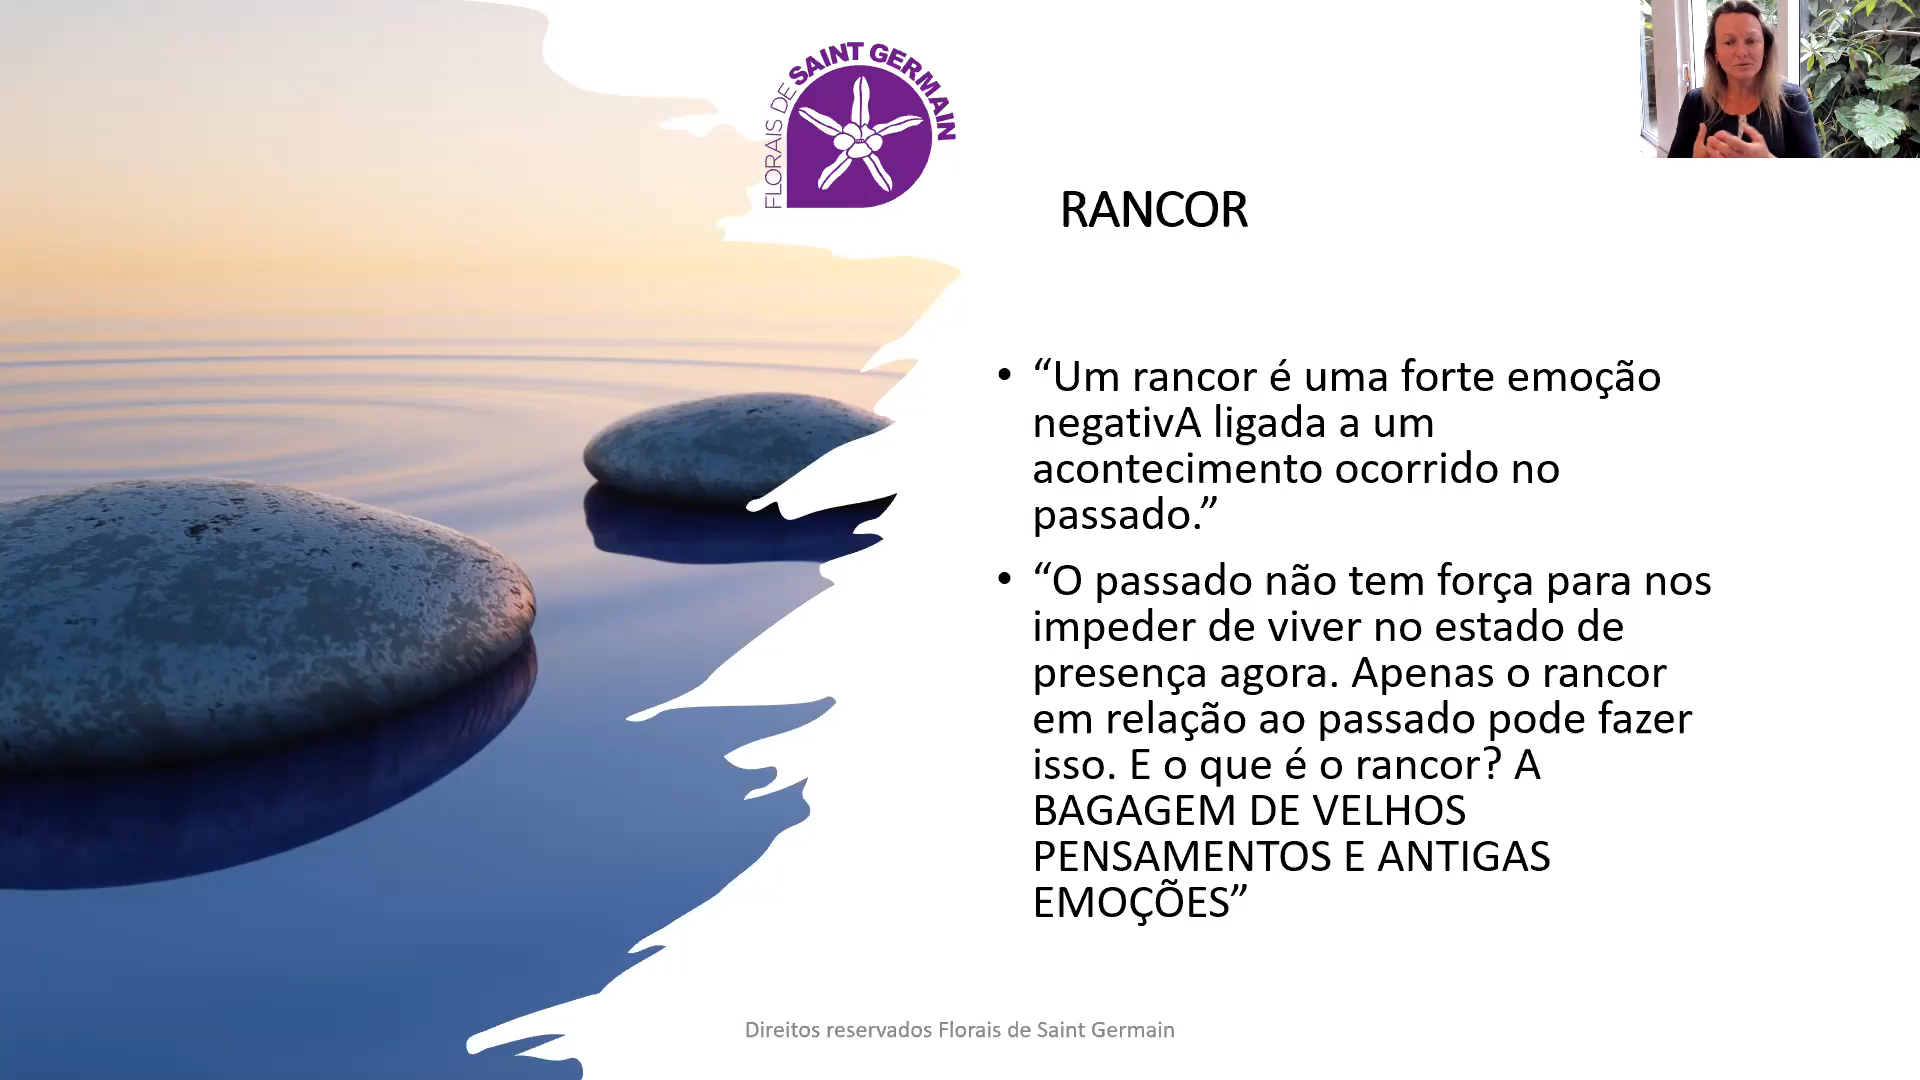 FLORAIS DE SAINT GERMAIN
RANCOR
• “Um rancor é uma forte emoção
negativA ligada a um
acontecimento ocorrido no
passado.”
• “O passado não tem força para nos
impeder de viver no estado de
presença agora. Apenas o rancor
em relação ao passado pode fazer
isso. E o que é o rancor? A
BAGAGEM DE VELHOS
PENSAMENTOS E ANTIGAS
EMOÇÕES”
Direitos reservados Florais de Saint Germain